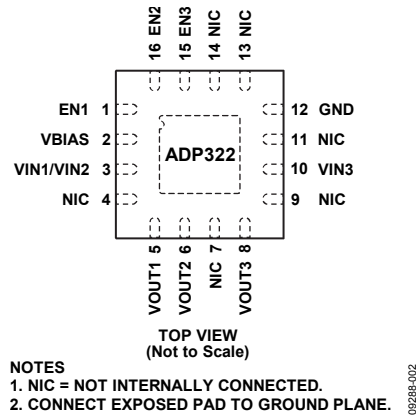 16 EN2
15 EN3
14 NIC
13 NIC
EN1 1
12 GND
VBIAS 2
11 NIC
ADP322
VIN1/VIN2 3
10 VIN3
NIC 4
9 NIC
VOUT1 5
VOUT2 6
NIC 7
VOUT3 8
TOP VIEW
(Not to Scale)
NOTES
1. NIC = NOT INTERNALLY CONNECTED.
2. CONNECT EXPOSED PAD TO GROUND PLANE.
09288-002